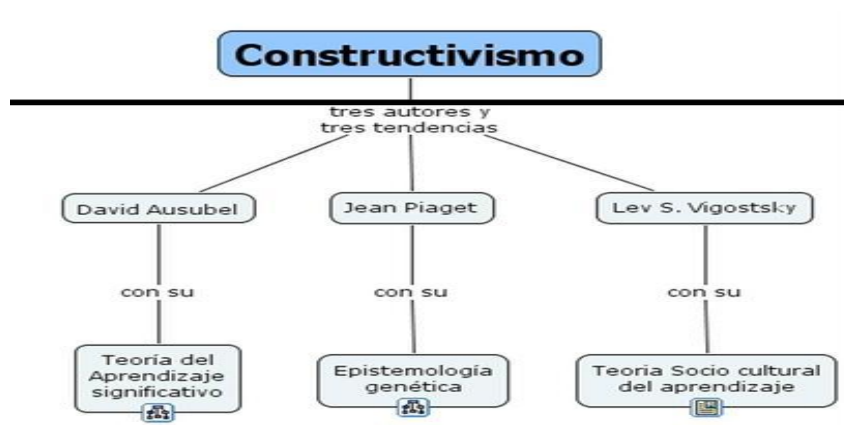 Constructivismo
tres autores y
tres tendencias
David Ausubel
Jean Piaget
Lev S. Vigostsky
con su
con su
con su
Teoría del
Aprendizaje
significativo
Epistemología
genética
Teoria Socio cultural
del aprendizaje